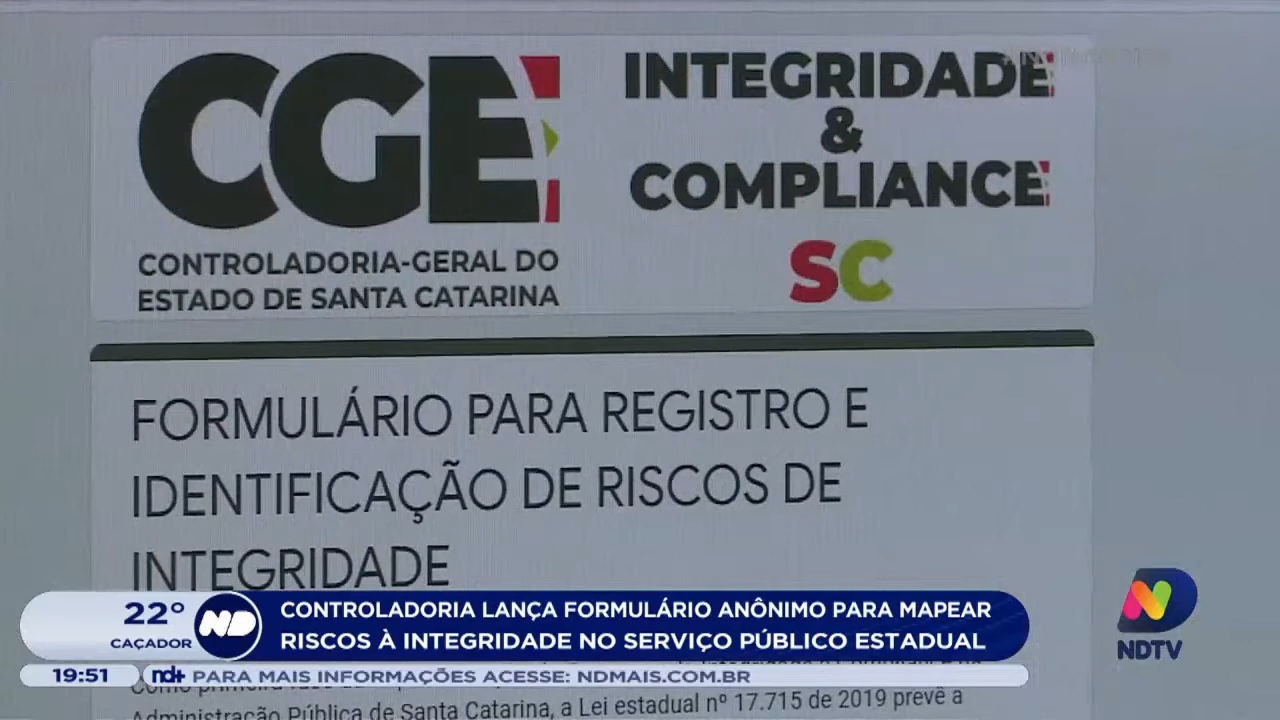 CGE
CONTROLADORIA-GERAL DO
ESTADO DE SANTA CATARINA
INTEGRIDADE
&
COMPLIANCE
SC
FORMULÁRIO PARA REGISTRO E
IDENTIFICAÇÃO DE RISCOS DE
INTEGRIDADE
Administração Pública de Santa Catarina, a Lei estadual nº 17.715 de 2019 prevê a
22°
CAÇADOR
ND
CONTROLADORIA LANÇA FORMULÁRIO ANÔNIMO PARA MAPEAR
RISCOS À INTEGRIDADE NO SERVIÇO PÚBLICO ESTADUAL
19:51
nd+ PARA MAIS INFORMAÇÕES ACESSE: NDMAIS.COM.BR
N
NDTV